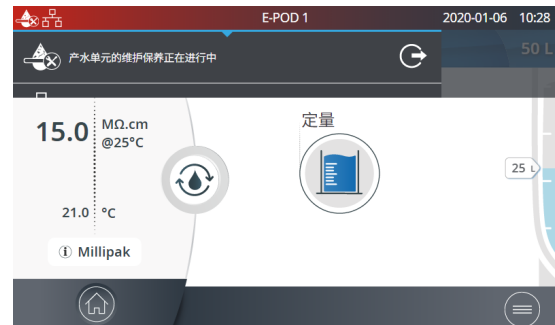 E-POD 1
2020-01-06 10:28
产水单元的维护保养正在进行中
50 L
15.0 MΩ.cm
@25°C
定量
25 L
21.0 °C
i Millipak